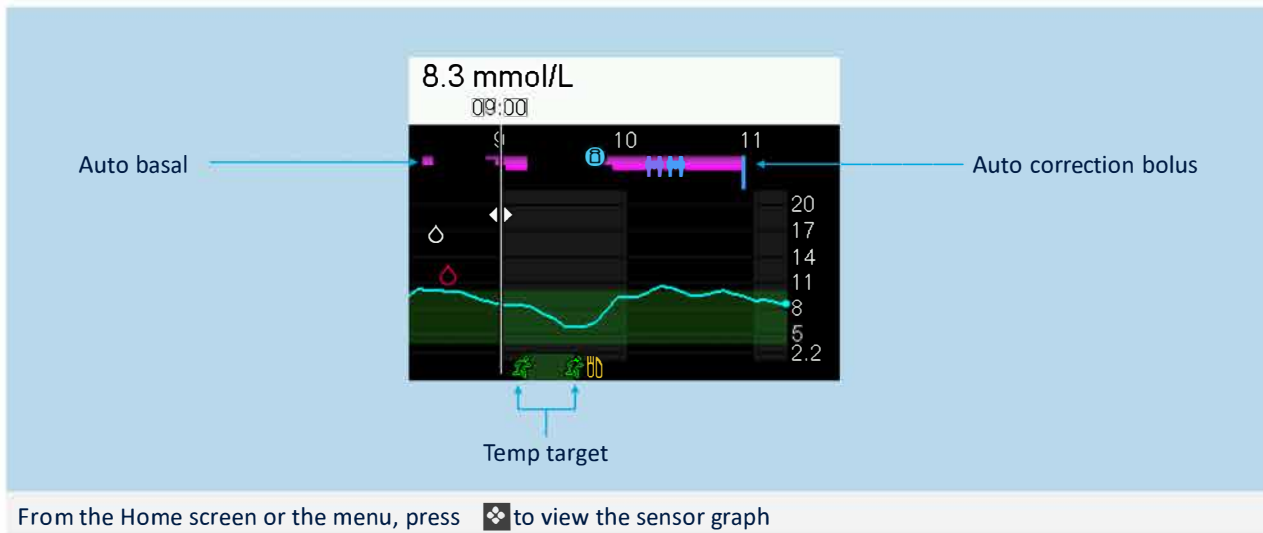 8.3 mmol/L
09:00
9 10 11
Auto basal
Auto correction bolus
20
17
14
11
8
5
2.2
Temp target
From the Home screen or the menu, press to view the sensor graph